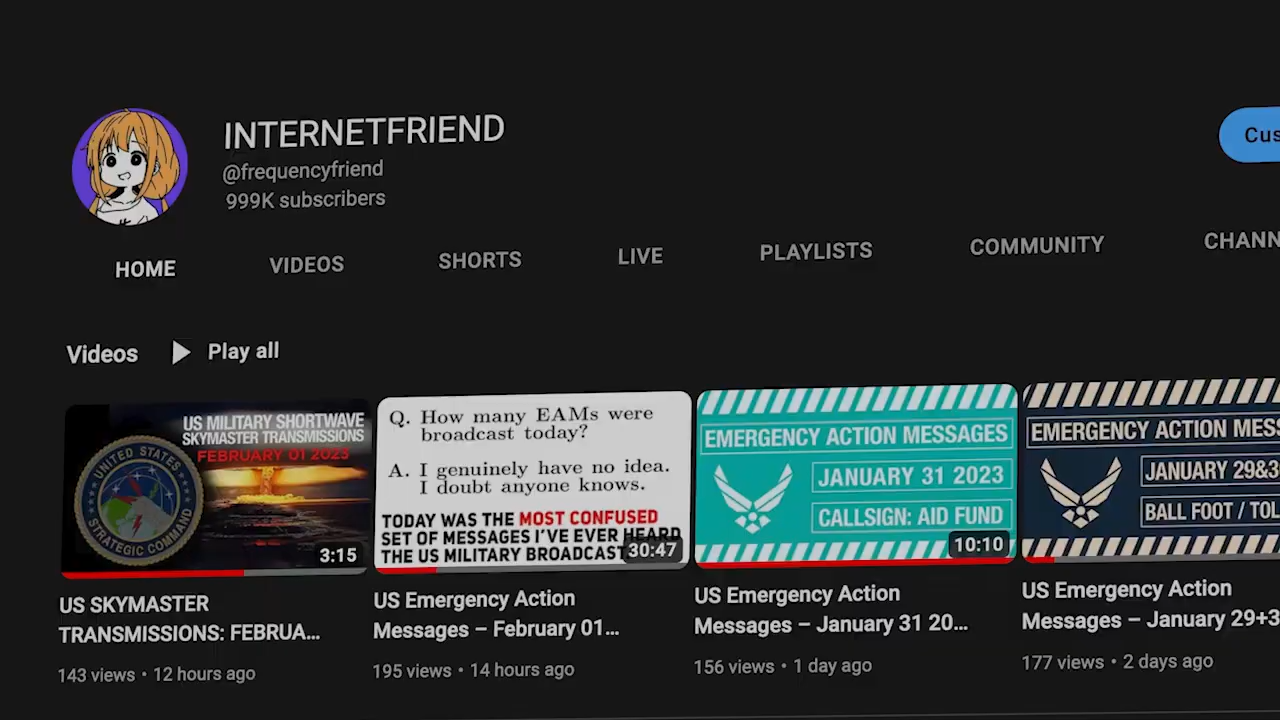 INTERNETFRIEND
@frequencyfriend
999K subscribers
Cus
HOME
VIDEOS
SHORTS
LIVE
PLAYLISTS
COMMUNITY
CHANN
Videos
Play all
US MILITARY SHORTWAVE
SKYMASTER TRANSMISSIONS
FEBRUARY 01 2023
UNITED STATES
STRATEGIC COMMAND
3:15
US SKYMASTER
TRANSMISSIONS: FEBRUA...
143 views • 12 hours ago
Q. How many EAMs were
broadcast today?
A. I genuinely have no idea.
I doubt anyone knows.
TODAY WAS THE MOST CONFUSED
SET OF MESSAGES I'VE EVER HEARD
THE US MILITARY BROADCAST
30:47
US Emergency Action
Messages – February 01...
195 views • 14 hours ago
EMERGENCY ACTION MESSAGES
JANUARY 31 2023
CALLSIGN: AID FUND
10:10
US Emergency Action
Messages – January 31 20...
156 views • 1 day ago
EMERGENCY ACTION MESS
JANUARY 29&3
BALL FOOT / TOL
US Emergency Action
Messages – January 29+3
177 views • 2 days ago